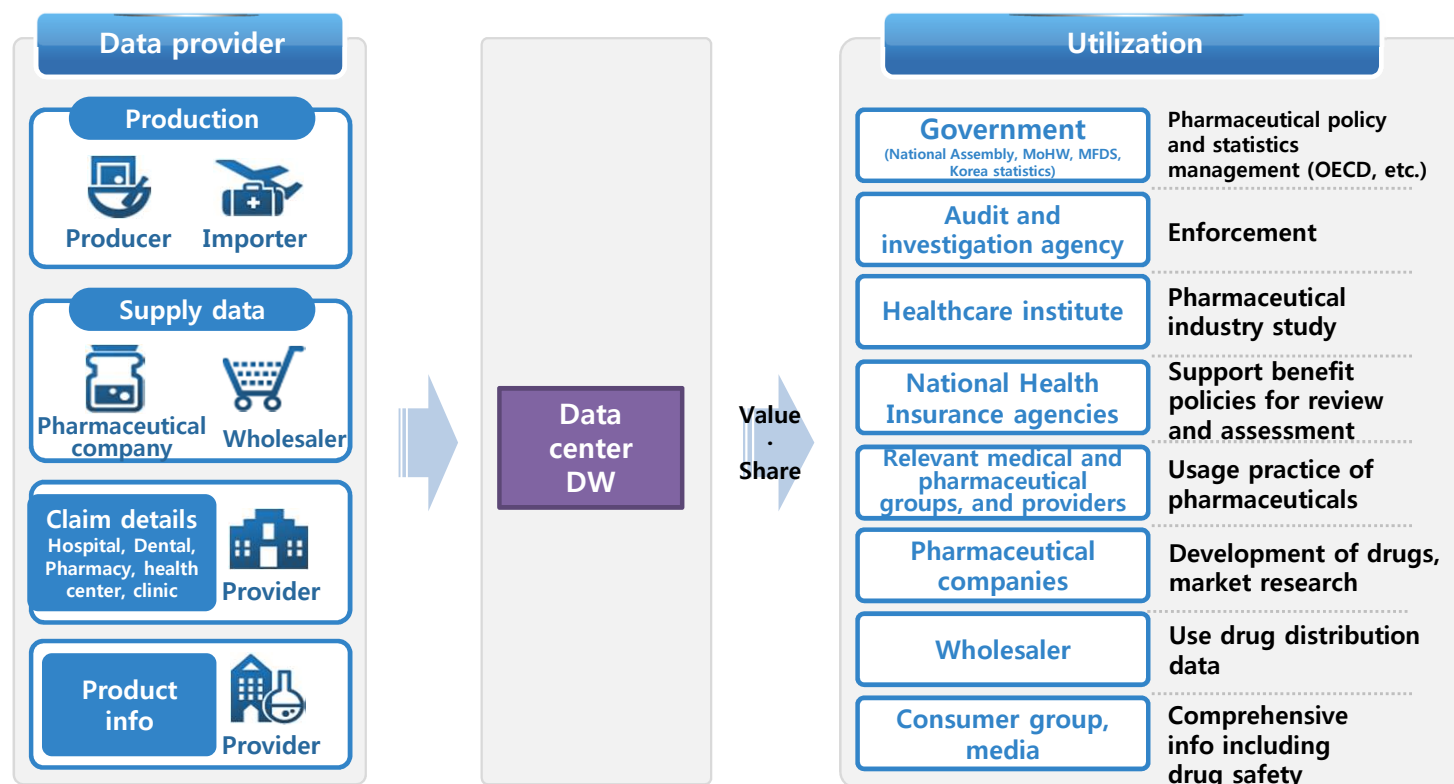 Data provider
Production
Producer
Importer
Supply data
Pharmaceutical
company
Wholesaler
Claim details
Hospital, Dental,
Pharmacy, health
center, clinic
Provider
Product
info
Provider
Data
center
DW
Value
·
Share
Utilization
Government
(National Assembly, MoHW, MFDS,
Korea statistics)
Pharmaceutical policy
and statistics
management (OECD, etc.)
Audit and
investigation agency
Enforcement
Healthcare institute
Pharmaceutical
industry study
National Health
Insurance agencies
Support benefit
policies for review
and assessment
Relevant medical and
pharmaceutical
groups, and providers
Usage practice of
pharmaceuticals
Pharmaceutical
companies
Development of drugs,
market research
Wholesaler
Use drug distribution
data
Consumer group,
media
Comprehensive
info including
drug safety